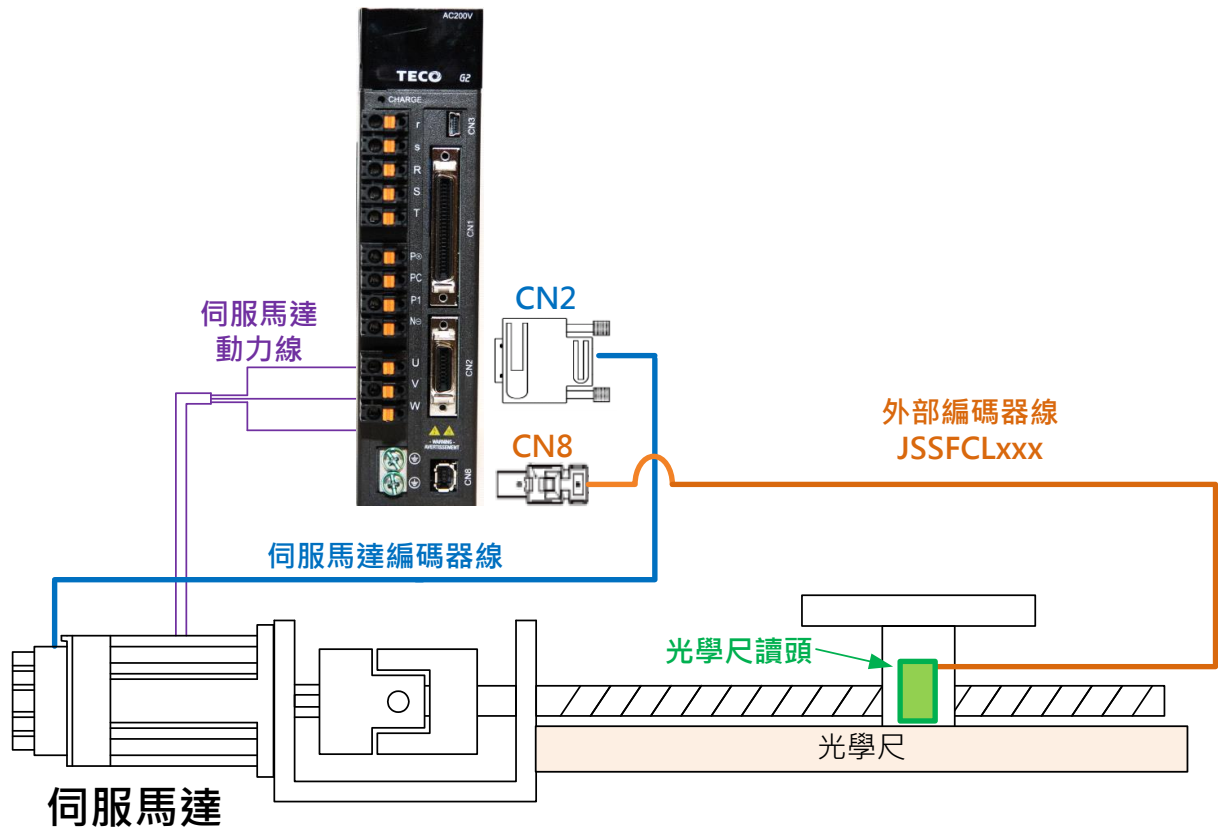 AC200V
TECO G2
CHARGE
r
s
R
S
T
P⊕
PC
P1
N⊖
U
V
W
CN3
CN1
CN2
CN8
- WARNING -
AVERTISSEMENT
CN2
CN8
伺服馬達
動力線
外部編碼器線
JSSFCLxxx
伺服馬達編碼器線
光學尺讀頭
光學尺
伺服馬達